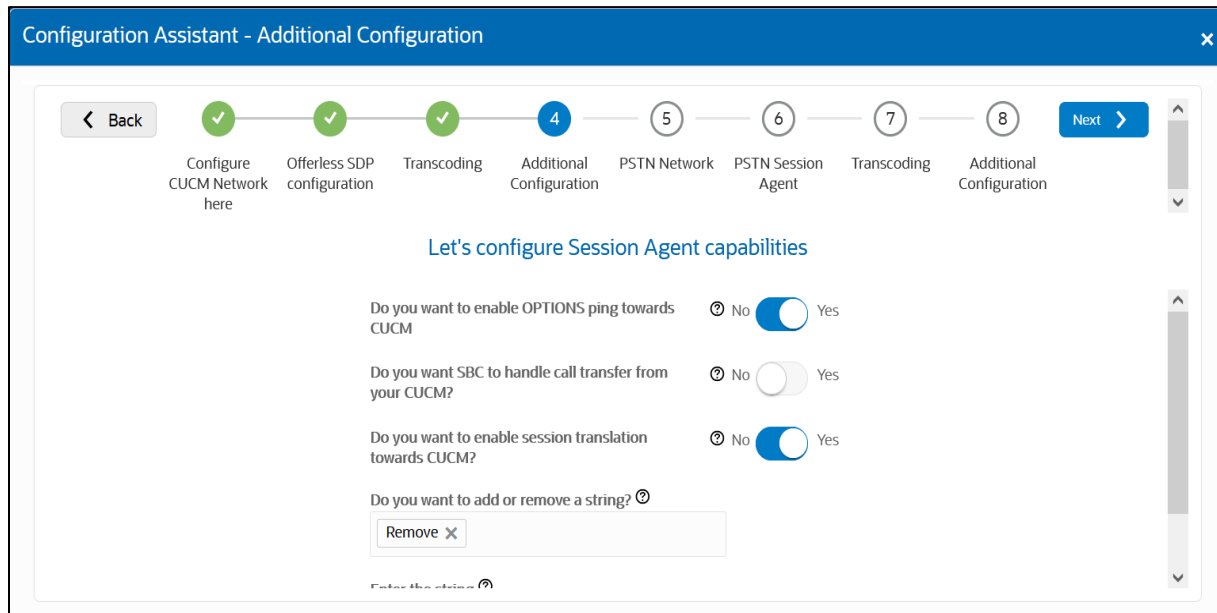 Configuration Assistant - Additional Configuration
Back
4
5
6
7
8
Next
Configure
CUCM Network
here
Offerless SDP
configuration
Transcoding
Additional
Configuration
PSTN Network
PSTN Session
Agent
Transcoding
Additional
Configuration
Let's configure Session Agent capabilities
Do you want to enable OPTIONS ping towards
CUCM
No Yes
Do you want SBC to handle call transfer from
your CUCM?
No Yes
Do you want to enable session translation
towards CUCM?
No Yes
Do you want to add or remove a string?
Remove
Enter the string